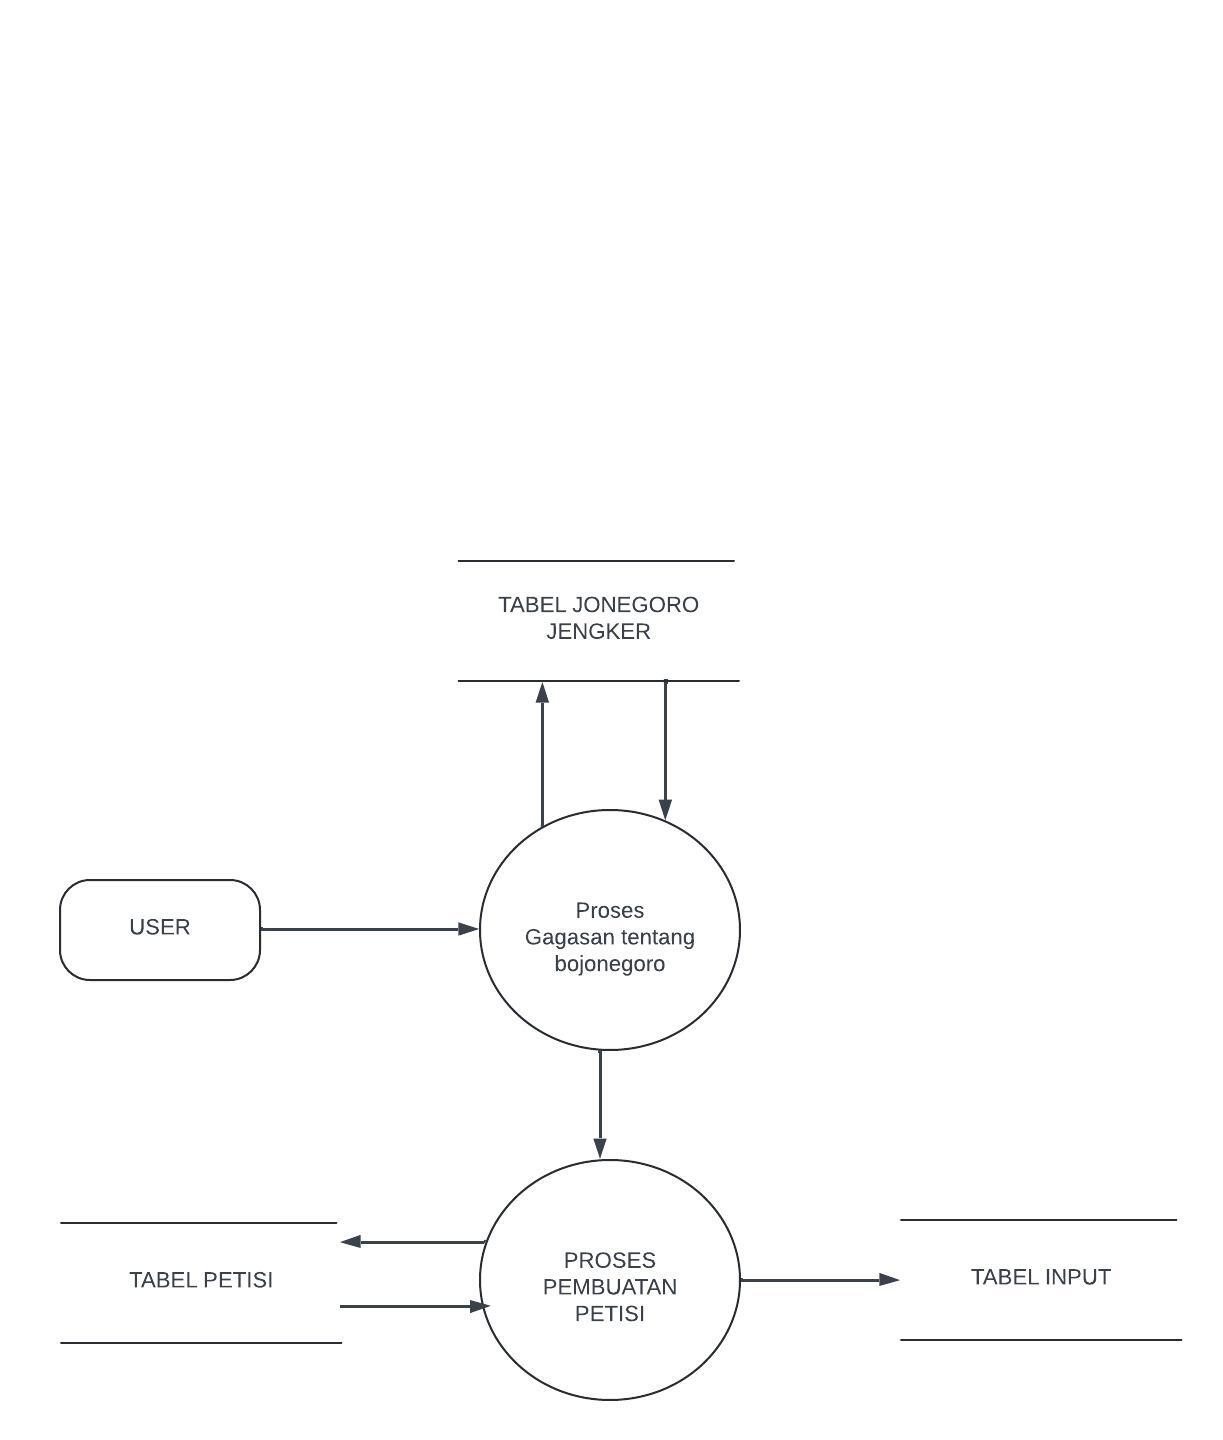 TABEL JONEGORO
JENGKER
USER
Proses
Gagasan tentang
bojonegoro
TABEL PETISI
PROSES
PEMBUATAN
PETISI
TABEL INPUT